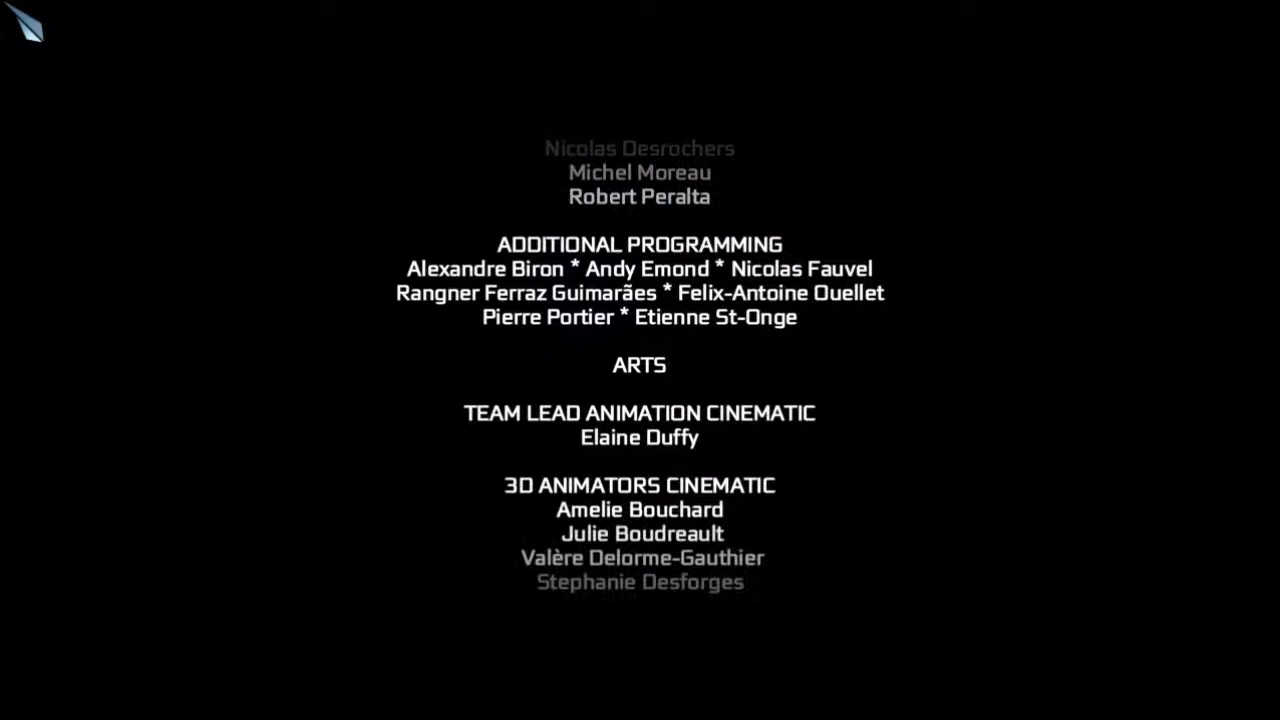 Nicolas Desrochers
Michel Moreau
Robert Peralta
ADDITIONAL PROGRAMMING
Alexandre Biron * Andy Emond * Nicolas Fauvel
Rangner Ferraz Guimarães * Felix-Antoine Ouellet
Pierre Portier * Etienne St-Onge
ARTS
TEAM LEAD ANIMATION CINEMATIC
Elaine Duffy
3D ANIMATORS CINEMATIC
Amelie Bouchard
Julie Boudreault
Valère Delorme-Gauthier
Stephanie Desforges